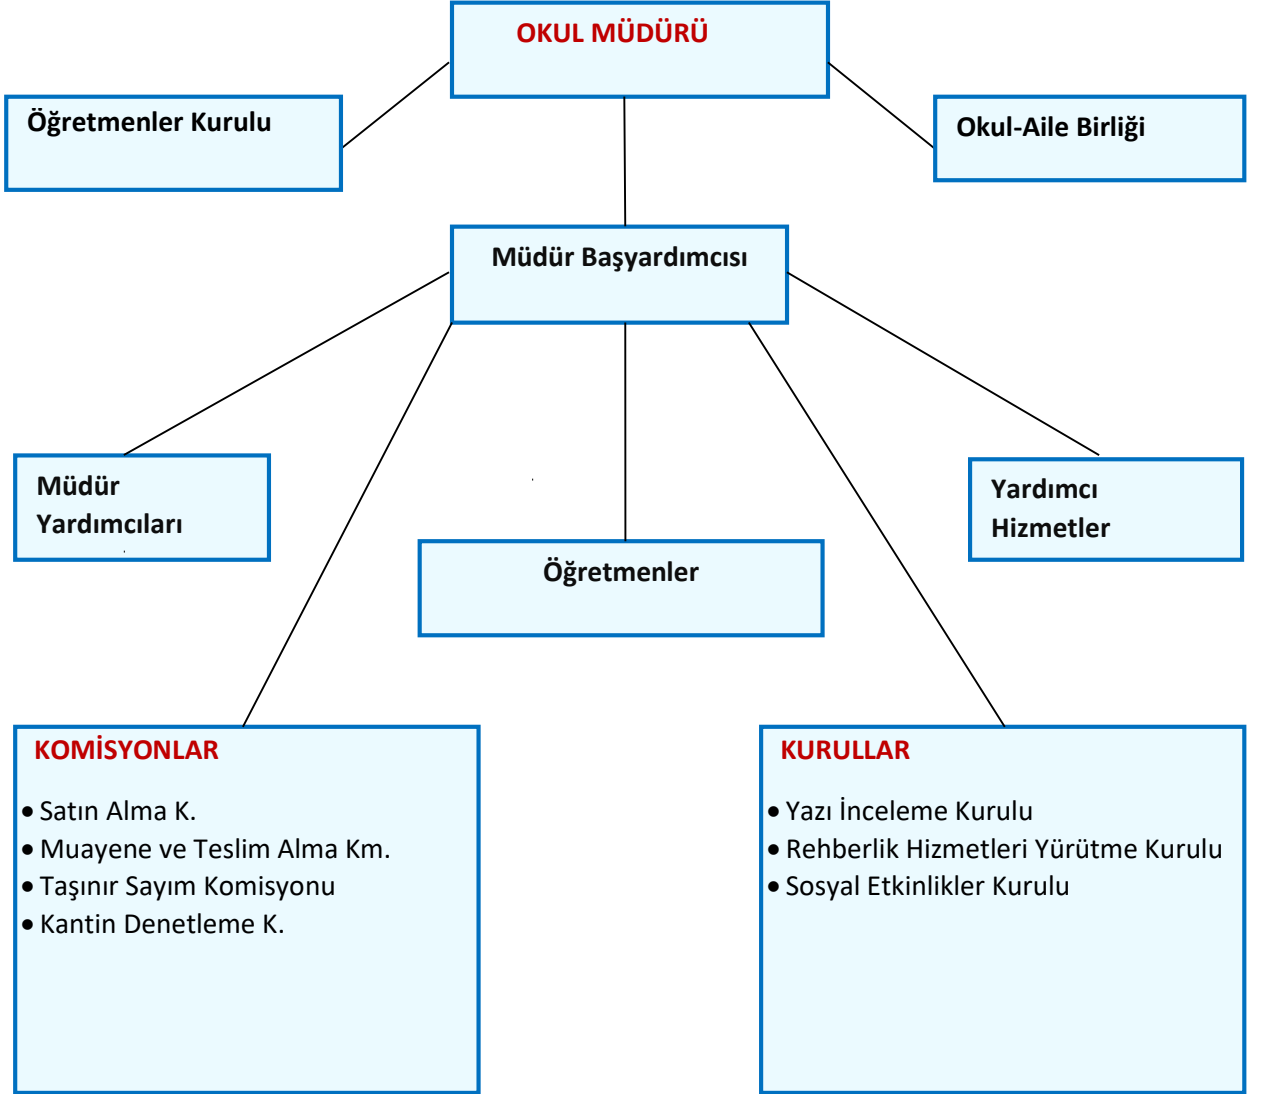 OKUL MÜDÜRÜ
Öğretmenler Kurulu
Okul-Aile Birliği
Müdür Başyardımcısı
Müdür
Yardımcıları
Yardımcı
Hizmetler
Öğretmenler
KOMİSYONLAR
• Satın Alma K.
• Muayene ve Teslim Alma Km.
• Taşınır Sayım Komisyonu
• Kantin Denetleme K.
KURULLAR
• Yazı İnceleme Kurulu
• Rehberlik Hizmetleri Yürütme Kurulu
• Sosyal Etkinlikler Kurulu